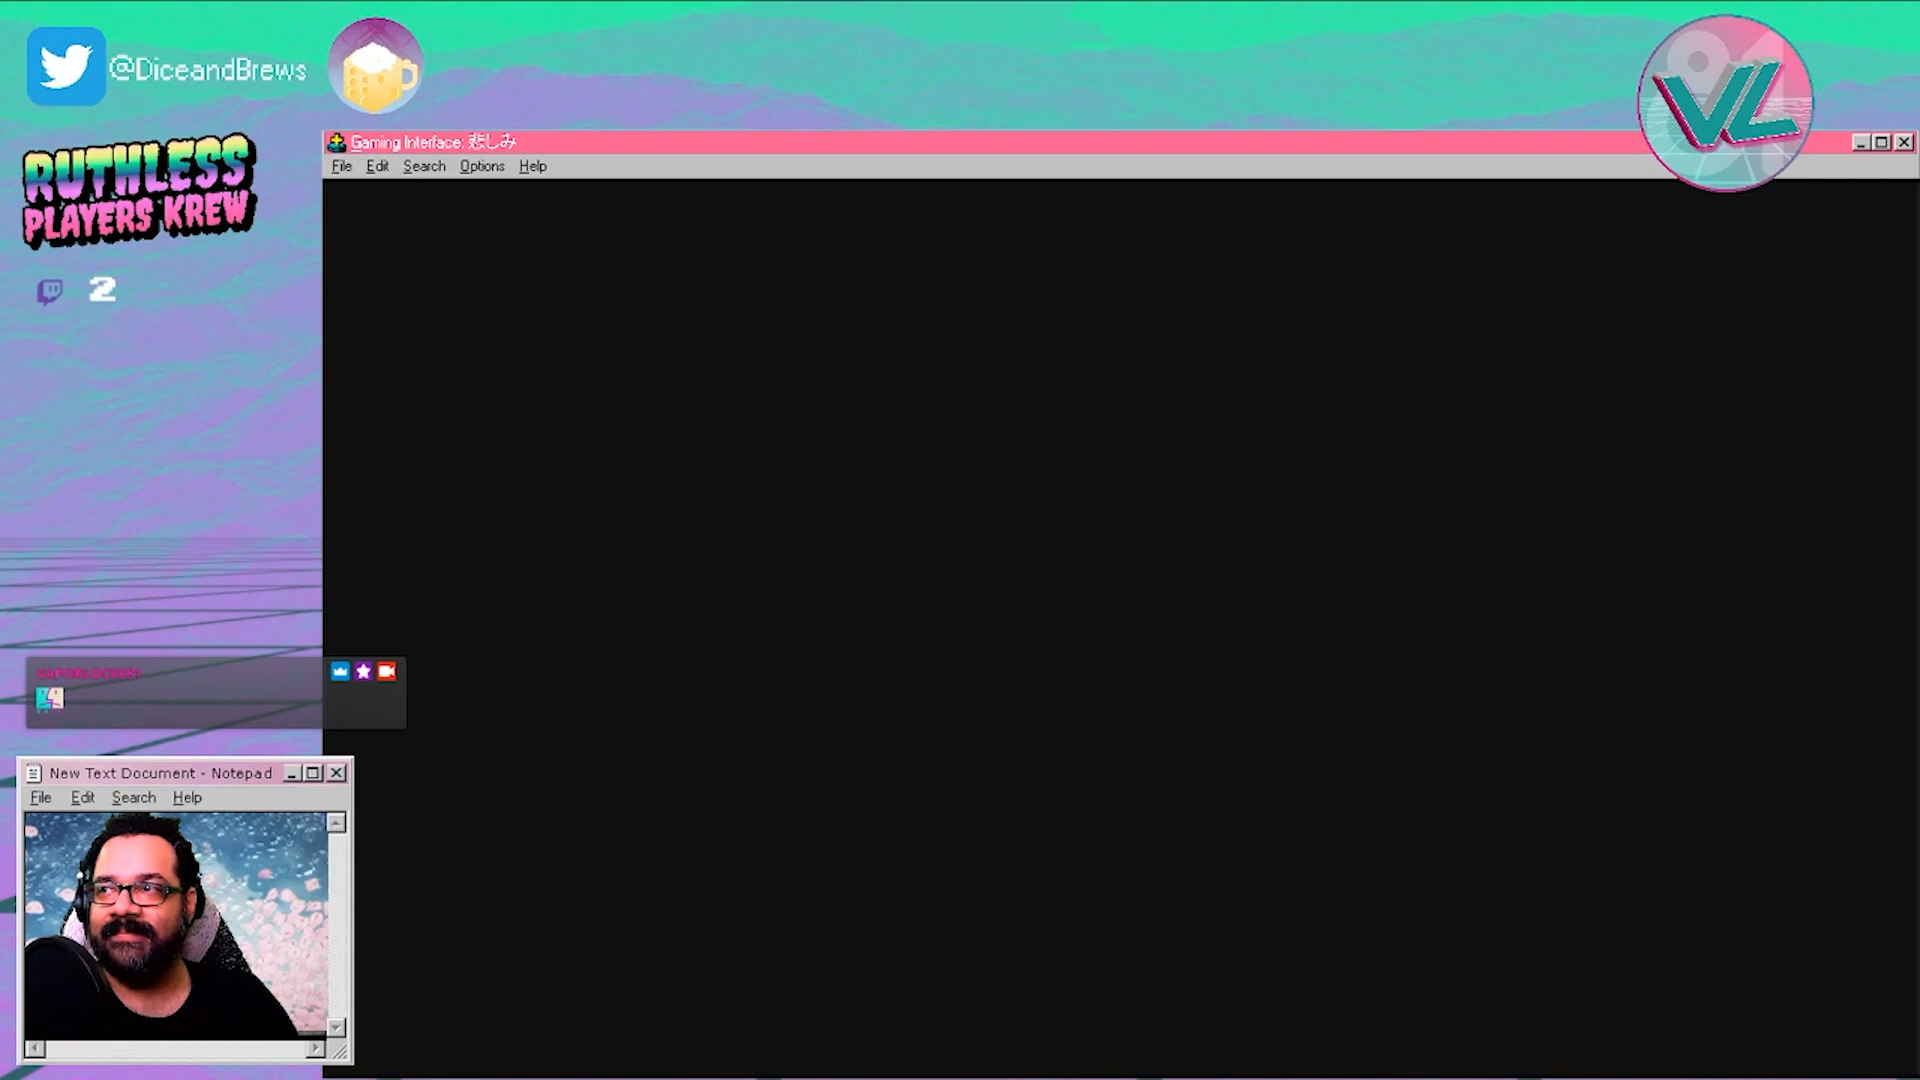 @DiceandBrews
VL
RUTHLESS
PLAYERS KREW
Gaming Interface: 悲しみ
File Edit Search Options Help
2
New Text Document - Notepad
File Edit Search Help